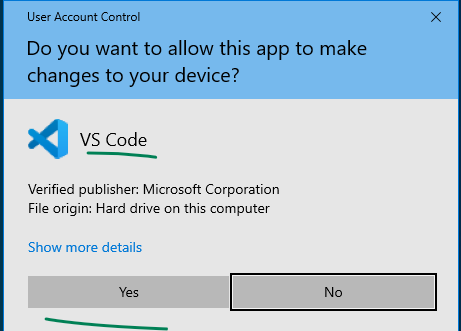 User Account Control
Do you want to allow this app to make
changes to your device?
VS Code
Verified publisher: Microsoft Corporation
File origin: Hard drive on this computer
Show more details
Yes
No